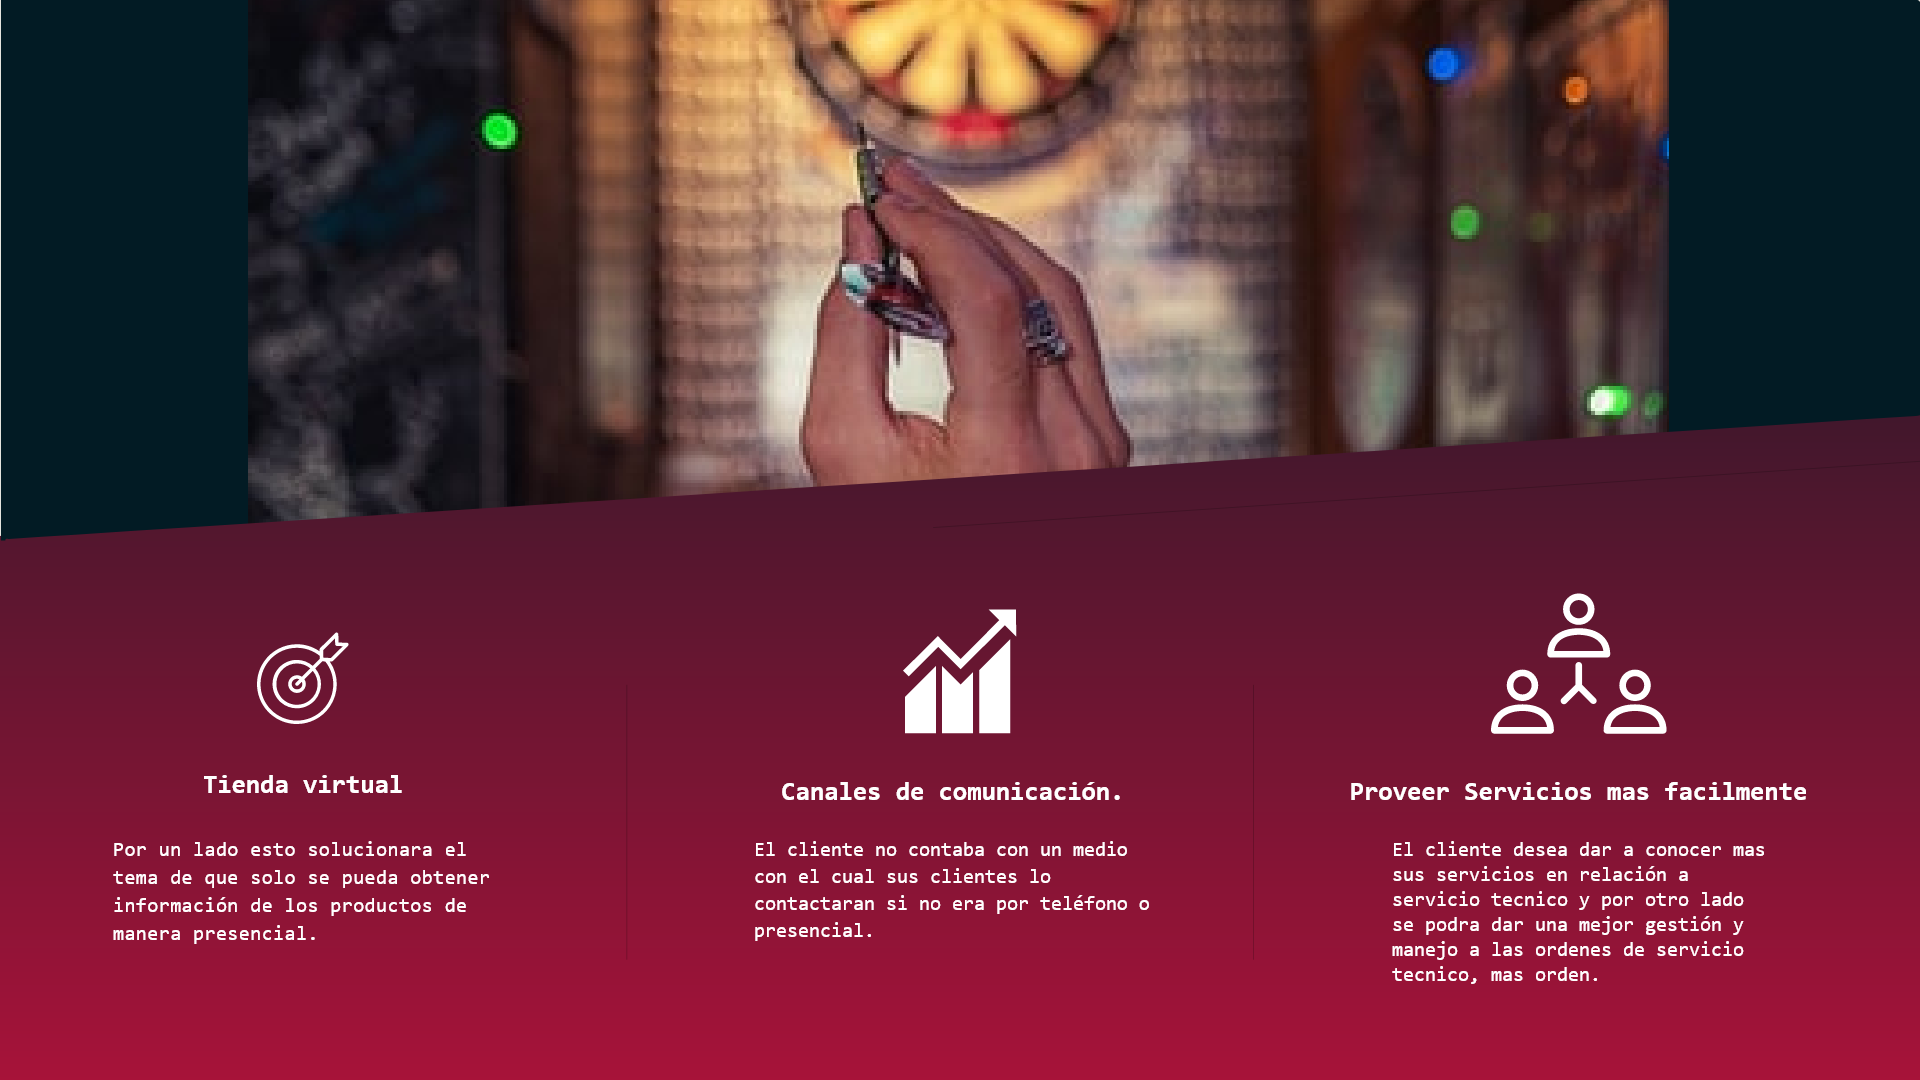 Tienda virtual
Por un lado esto solucionara el
tema de que solo se pueda obtener
información de los productos de
manera presencial.
Canales de comunicación.
El cliente no contaba con un medio
con el cual sus clientes lo
contactaran si no era por teléfono o
presencial.
Proveer Servicios mas facilmente
El cliente desea dar a conocer mas
sus servicios en relación a
servicio tecnico y por otro lado
se podra dar una mejor gestión y
manejo a las ordenes de servicio
tecnico, mas orden.